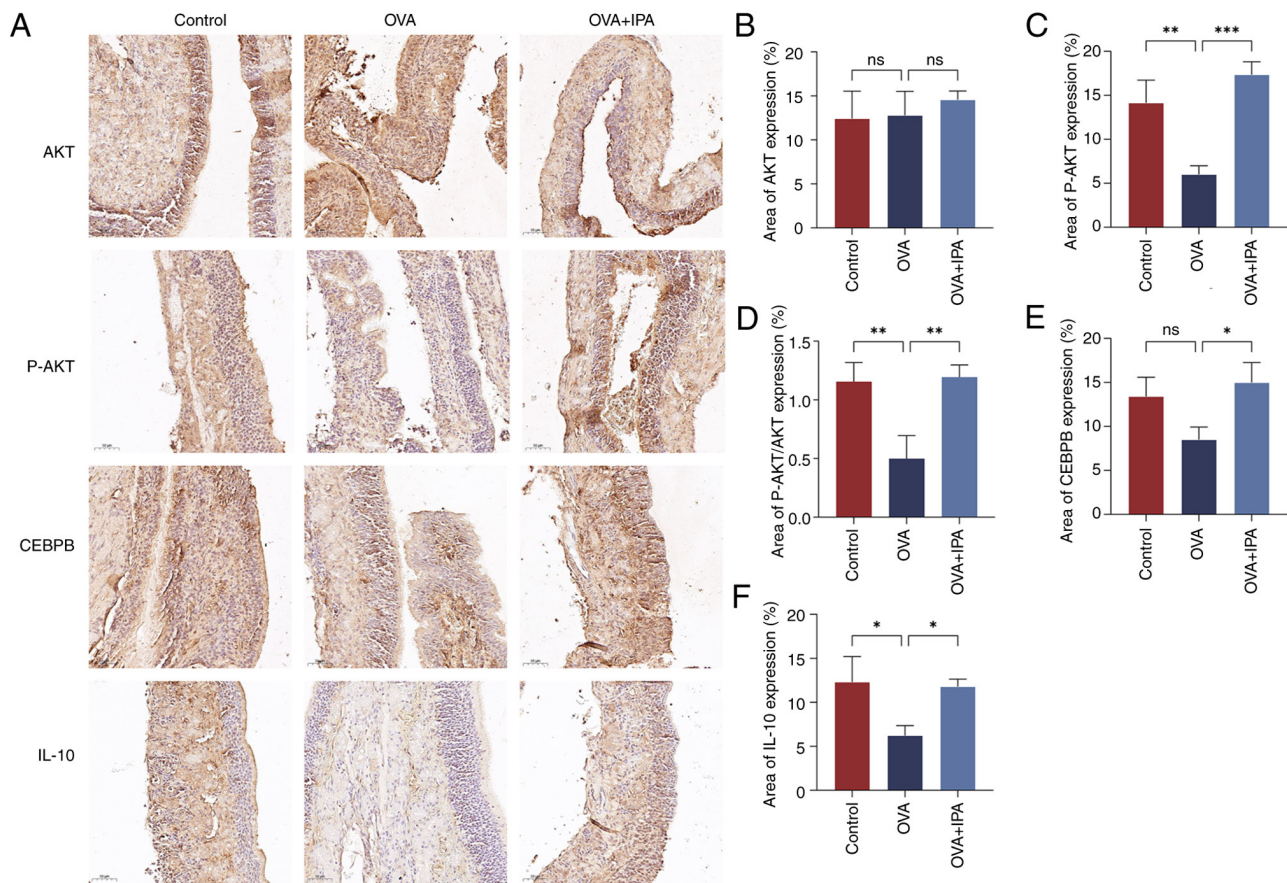 A
Control
OVA
OVA+IPA
AKT
P-AKT
CEBPB
IL-10
B
Area of AKT expression (%)
20
15
10
5
0
ns
ns
Control
OVA
OVA+IPA
C
Area of P-AKT expression (%)
20
15
10
5
0
**
***
Control
OVA
OVA+IPA
D
Area of P-AKT/AKT expression (%)
1.5
1.0
0.5
0.0
**
**
Control
OVA
OVA+IPA
E
Area of CEBPB expression (%)
20
15
10
5
0
ns
*
Control
OVA
OVA+IPA
F
Area of IL-10 expression (%)
20
15
10
5
0
*
*
Control
OVA
OVA+IPA